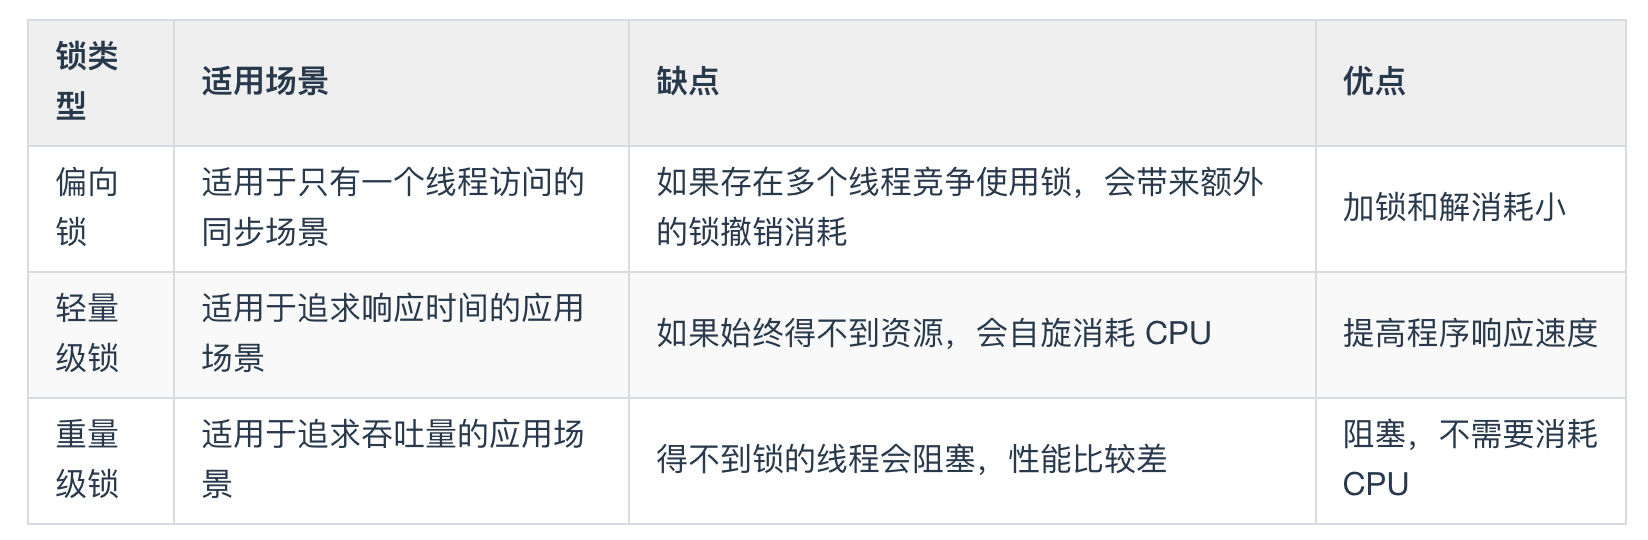 锁类
型
适用场景
缺点
优点
偏向
锁
适用于只有一个线程访问的
同步场景
如果存在多个线程竞争使用锁，会带来额外
的锁撤销消耗
加锁和解消耗小
轻量
级锁
适用于追求响应时间的应用
场景
如果始终得不到资源，会自旋消耗 CPU
提高程序响应速度
重量
级锁
适用于追求吞吐量的应用场
景
得不到锁的线程会阻塞，性能比较差
阻塞，不需要消耗
CPU